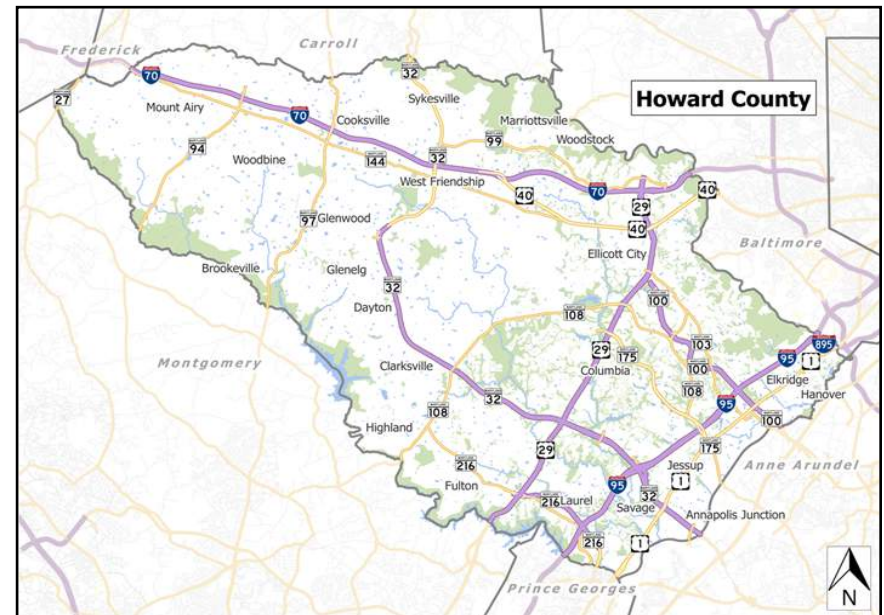 Frederick
Carroll
70
32
Howard County
27
Mount Airy
70
Sykesville
Cooksville
Marriottsville
94
99
Woodstock
Woodbine
144
32
West Friendship
70
40
40
29
97
Glenwood
40
Baltimore
Ellicott City
Brookeville
Glenelg
32
100
Dayton
108
103
895
29
175
95
1
Montgomery
Clarksville
Columbia
100
Elkridge
108
Hanover
32
95
108
100
Highland
29
175
216
Jessup
Anne Arundel
Fulton
95
1
216
Laurel
32
Savage
Annapolis Junction
216
1
Prince Georges
N